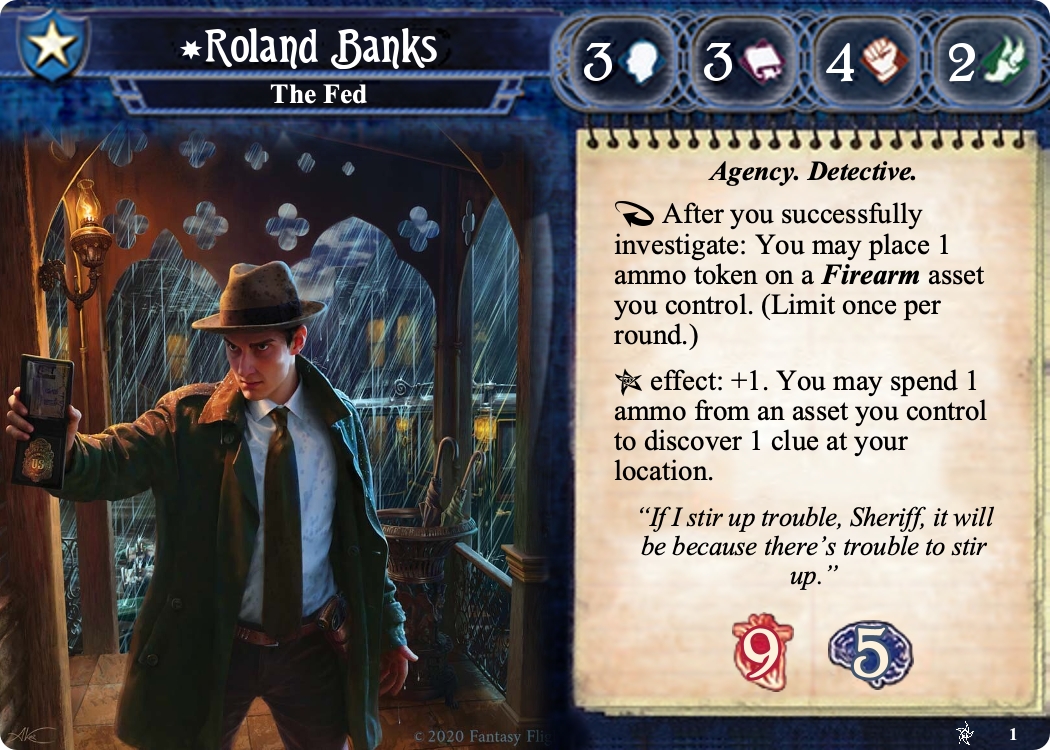 Roland Banks
The Fed
3 3 4 2
Agency. Detective.
After you successfully
investigate: You may place 1
ammo token on a Firearm asset
you control. (Limit once per
round.)
effect: +1. You may spend 1
ammo from an asset you control
to discover 1 clue at your
location.
“If I stir up trouble, Sheriff, it will
be because there’s trouble to stir
up.”
9 5
US
© 2020 Fantasy Fli
1